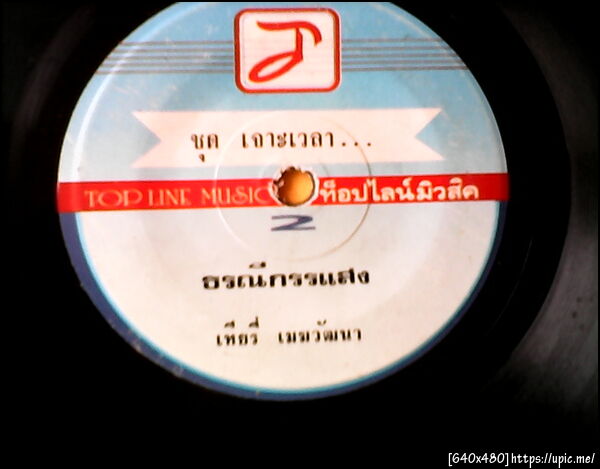 ชุด เจาะเวลา...
TOP LINE MUSIC ท็อปไลน์มิวสิค
2
ธรณีกรรแสง
เทียรี่ เมฆวัฒนา
[640x480]https://upic.me/